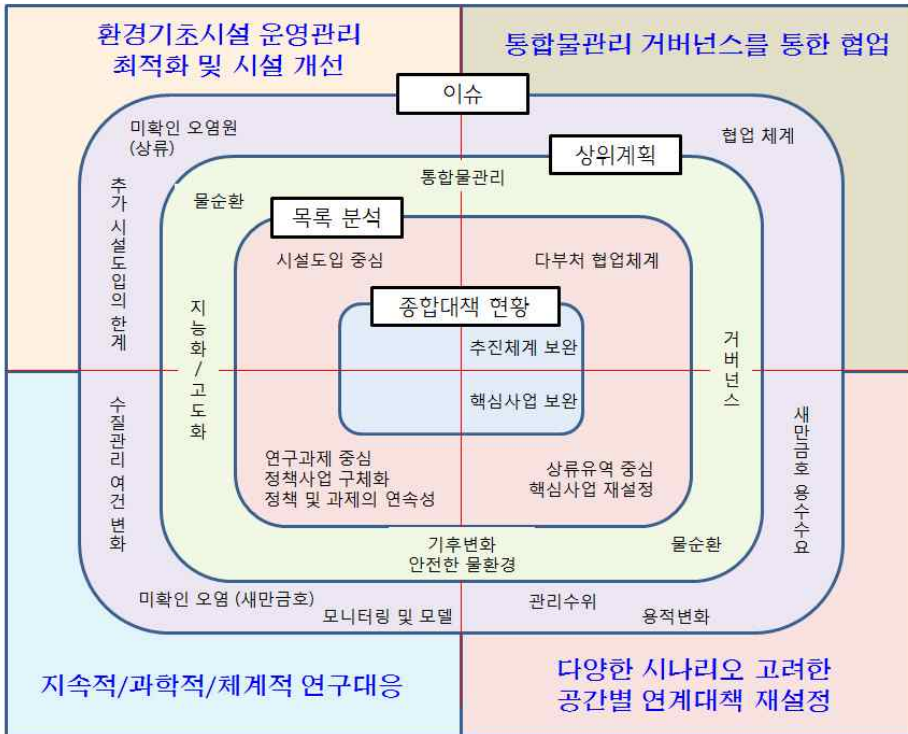 환경기초시설 운영관리
최적화 및 시설 개선
통합물관리 거버넌스를 통한 협업
이슈
미확인 오염원
(상류)
협업 체계
상위계획
통합물관리
물순환
목록 분석
시설도입 중심
다부처 협업체계
추가 시설도입의 한계
종합대책 현황
지능화/고도화
추진체계 보완
거버넌스
핵심사업 보완
수질관리 여건 변화
새만금호 용수수요
연구과제 중심
정책사업 구체화
정책 및 과제의 연속성
상류유역 중심
핵심사업 재설정
기후변화
안전한 물환경
물순환
미확인 오염 (새만금호)
모니터링 및 모델
관리수위
용적변화
지속적/과학적/체계적 연구대응
다양한 시나리오 고려한
공간별 연계대책 재설정